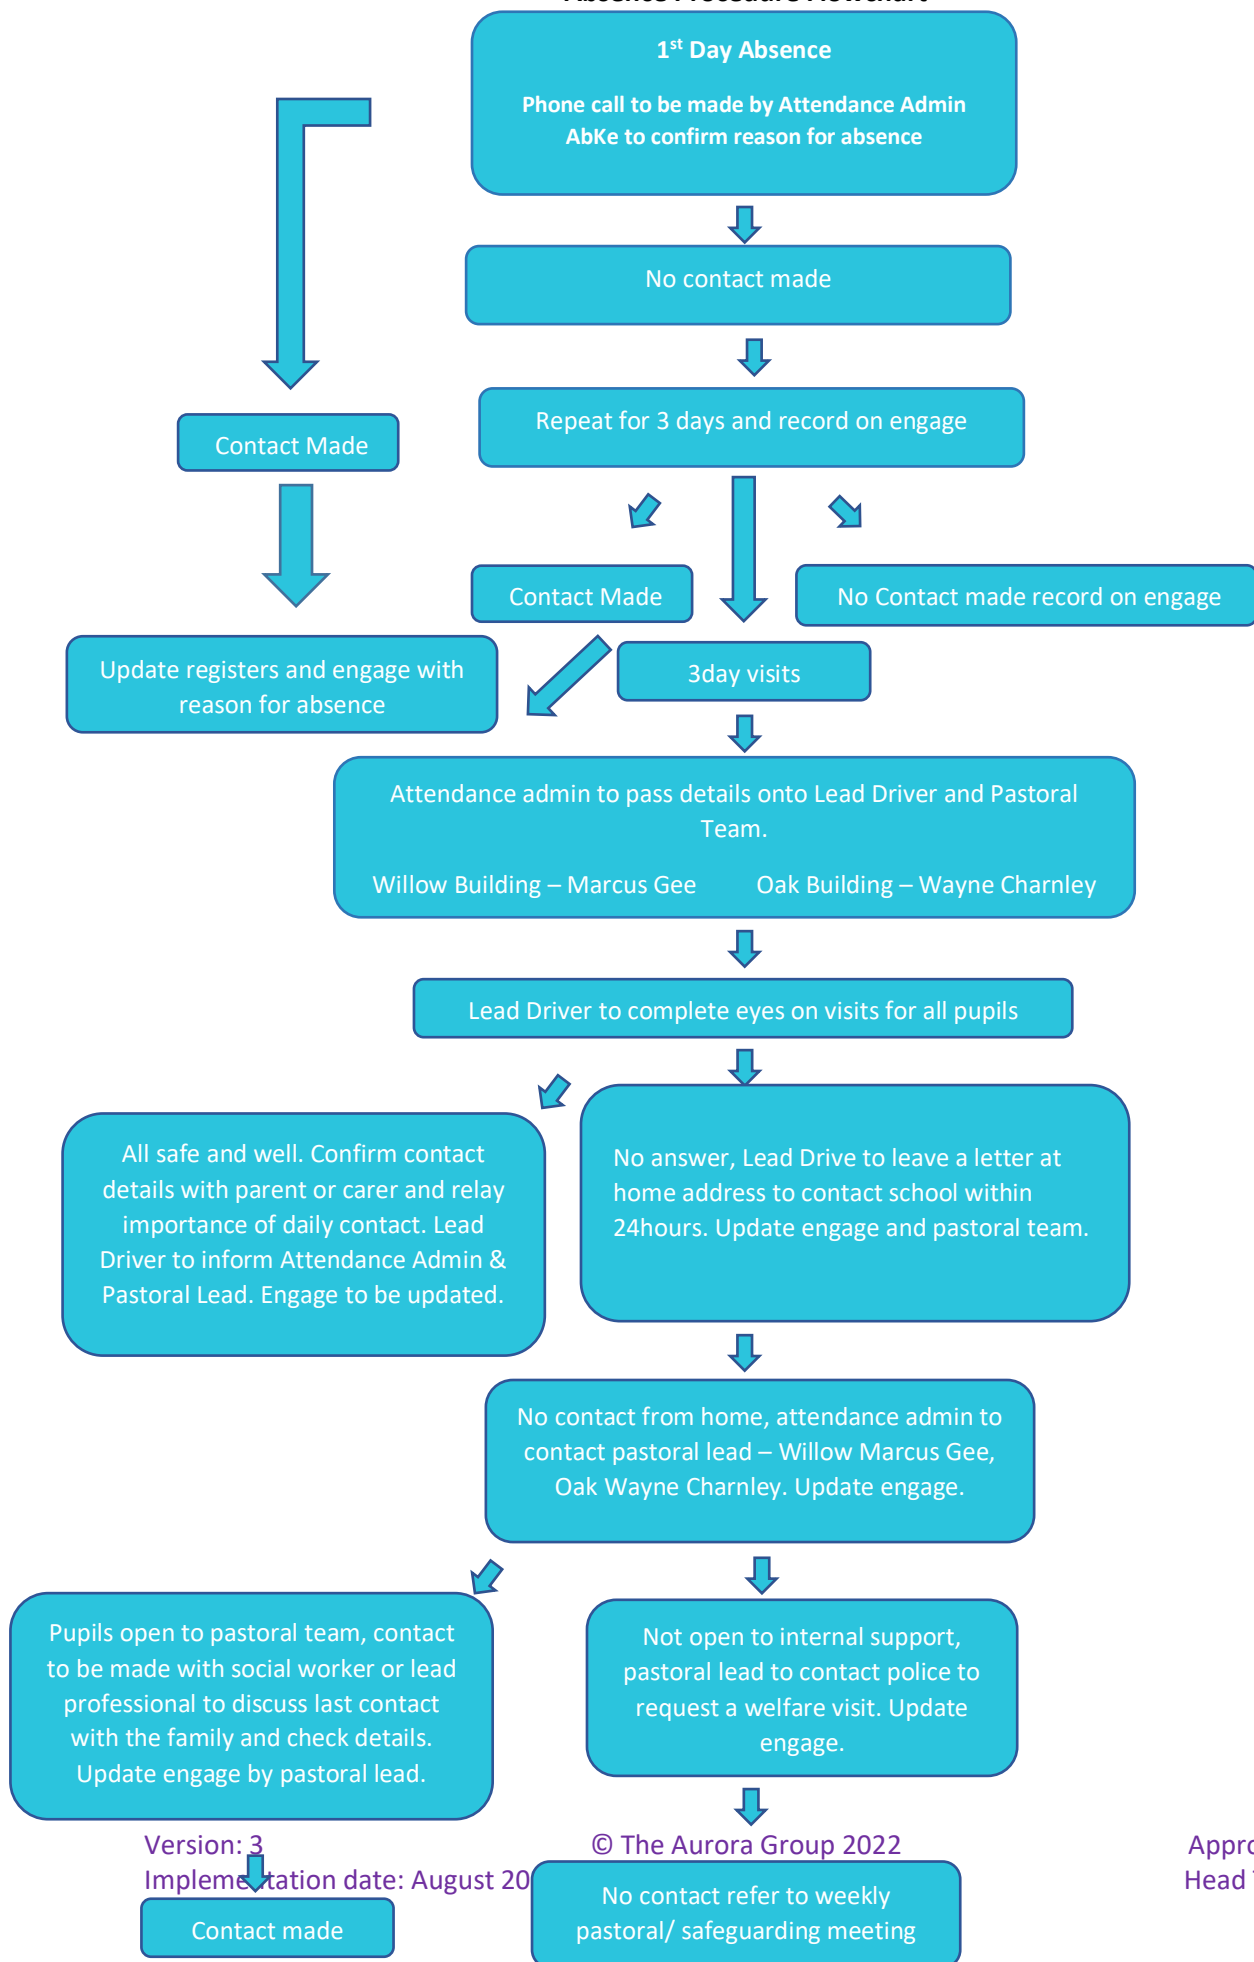 Absence Procedure Flowchart
1st Day Absence
Phone call to be made by Attendance Admin
AbKe to confirm reason for absence
No contact made
Repeat for 3 days and record on engage
Contact Made
Contact Made
No Contact made record on engage
Update registers and engage with
reason for absence
3day visits
Attendance admin to pass details onto Lead Driver and Pastoral
Team.
Willow Building – Marcus Gee Oak Building – Wayne Charnley
Lead Driver to complete eyes on visits for all pupils
All safe and well. Confirm contact
details with parent or carer and relay
importance of daily contact. Lead
Driver to inform Attendance Admin &
Pastoral Lead. Engage to be updated.
No answer, Lead Drive to leave a letter at
home address to contact school within
24hours. Update engage and pastoral team.
No contact from home, attendance admin to
contact pastoral lead – Willow Marcus Gee,
Oak Wayne Charnley. Update engage.
Pupils open to pastoral team, contact
to be made with social worker or lead
professional to discuss last contact
with the family and check details.
Update engage by pastoral lead.
Not open to internal support,
pastoral lead to contact police to
request a welfare visit. Update
engage.
Version: 3 © The Aurora Group 2022
Implementation date: August 20 Head
No contact refer to weekly
pastoral/ safeguarding meeting
Contact made